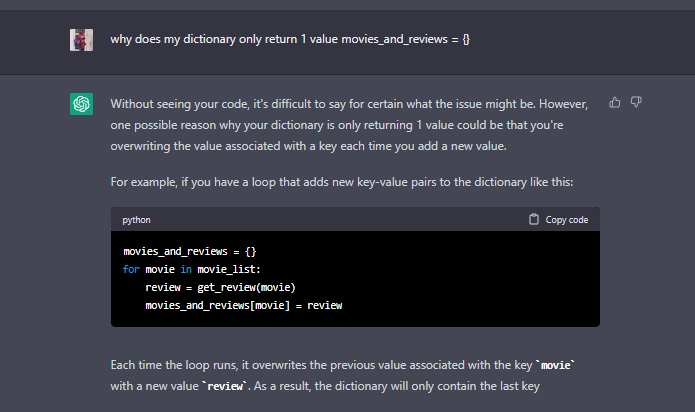 why does my dictionary only return 1 value movies_and_reviews = {}
Without seeing your code, it's difficult to say for certain what the issue might be. However,
one possible reason why your dictionary is only returning 1 value could be that you're
overwriting the value associated with a key each time you add a new value.
For example, if you have a loop that adds new key-value pairs to the dictionary like this:
python Copy code
movies_and_reviews = {}
for movie in movie_list:
    review = get_review(movie)
    movies_and_reviews[movie] = review
Each time the loop runs, it overwrites the previous value associated with the key `movie`
with a new value `review`. As a result, the dictionary will only contain the last key